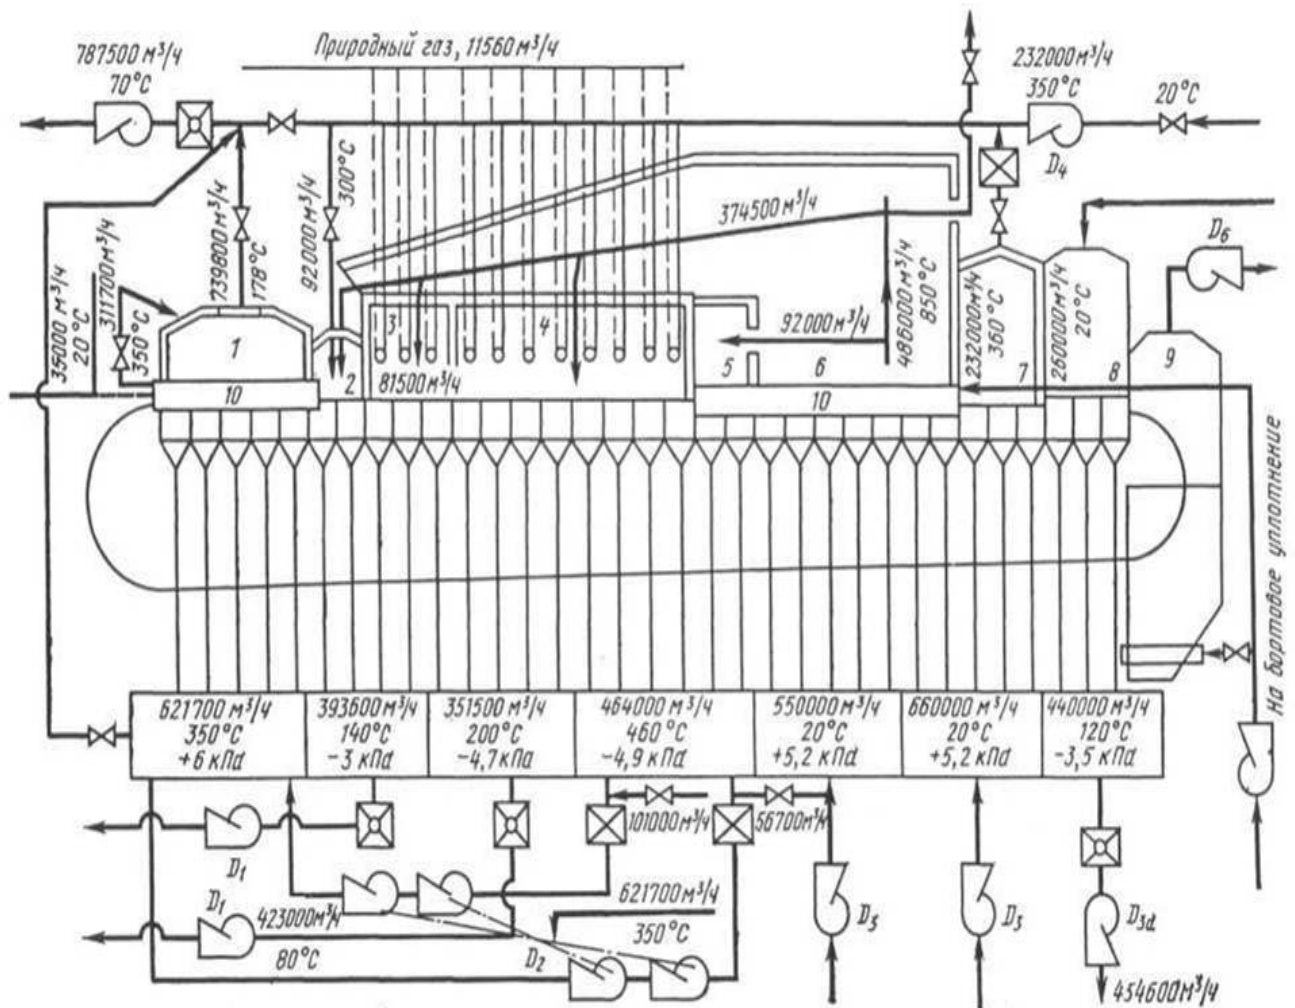 787500 м³/ч
70°С
Природный газ, 11560 м³/ч
232000 м³/ч
350°С
20°С
D₄
739800 м³/ч
178°С
92000 м³/ч
300°С
374500 м³/ч
D₆
35000 м³/ч
20°С
311700 м³/ч
350°С
1
10
2
3
4
81500 м³/ч
5
92000 м³/ч
6
10
486000 м³/ч
850°С
232000 м³/ч
360°С
7
260000 м³/ч
20°С
8
9
На бортовое уплотнение
621700 м³/ч
350°С
+6 кПа
393600 м³/ч
140°С
-3 кПа
351500 м³/ч
200°С
-4,7 кПа
464000 м³/ч
460°С
-4,9 кПа
550000 м³/ч
20°С
+5,2 кПа
660000 м³/ч
20°С
+5,2 кПа
440000 м³/ч
120°С
-3,5 кПа
101000 м³/ч
56700 м³/ч
D₁
D₁
423000 м³/ч
80°С
621700 м³/ч
350°С
D₂
D₅
D₃
D₃d
454600 м³/ч